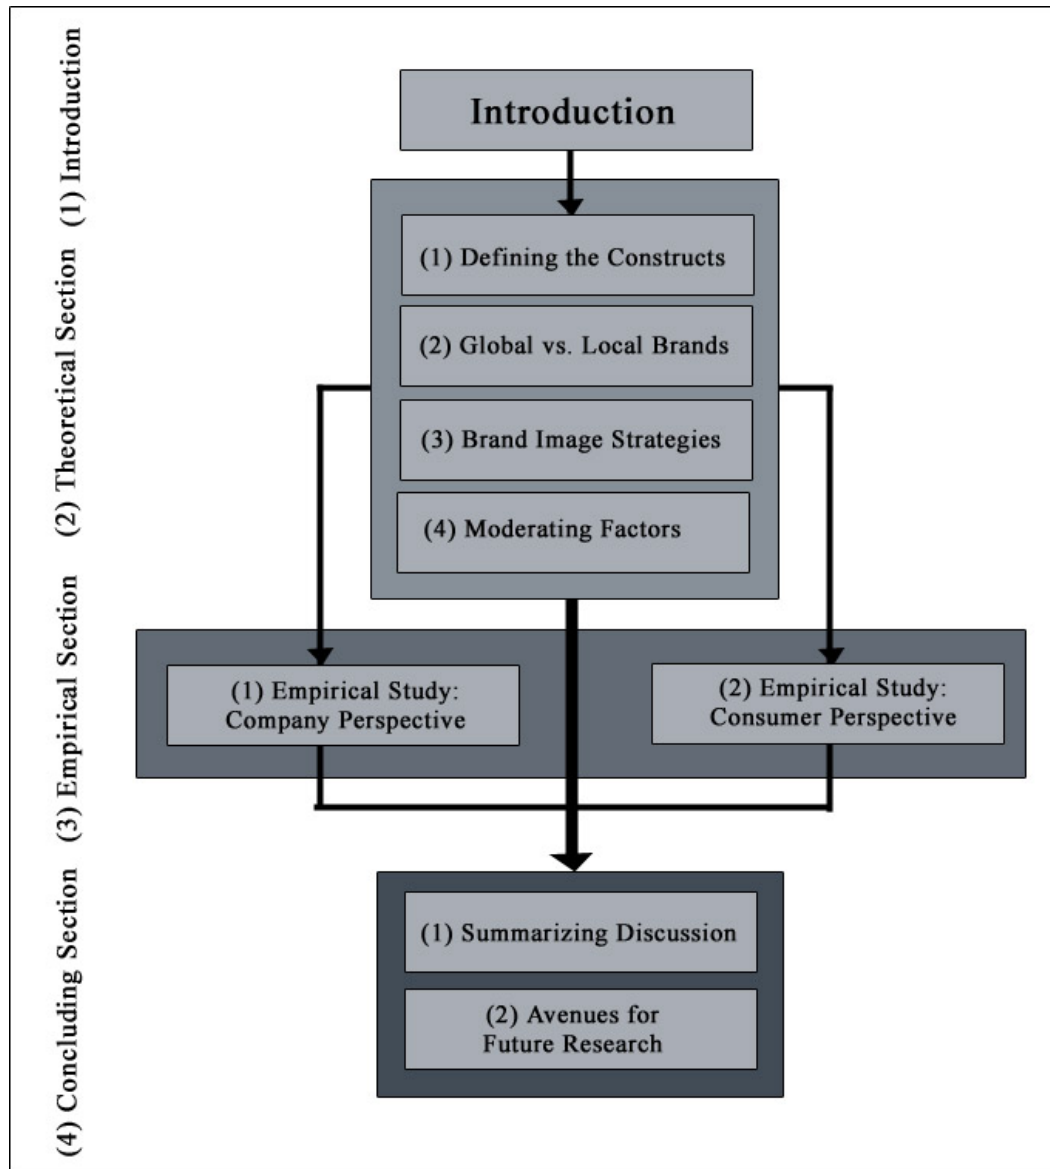 (1) Introduction
(2) Theoretical Section
(3) Empirical Section
(4) Concluding Section
Introduction
(1) Defining the Constructs
(2) Global vs. Local Brands
(3) Brand Image Strategies
(4) Moderating Factors
(1) Empirical Study:
Company Perspective
(2) Empirical Study:
Consumer Perspective
(1) Summarizing Discussion
(2) Avenues for
Future Research